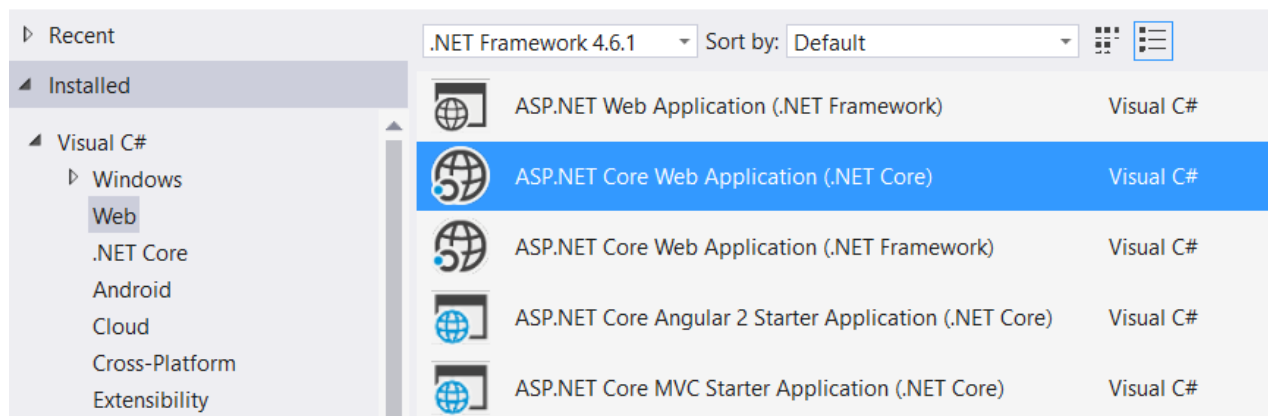 Recent
Installed
Visual C#
Windows
Web
.NET Core
Android
Cloud
Cross-Platform
Extensibility
.NET Framework 4.6.1 Sort by: Default
ASP.NET Web Application (.NET Framework) Visual C#
ASP.NET Core Web Application (.NET Core) Visual C#
ASP.NET Core Web Application (.NET Framework) Visual C#
ASP.NET Core Angular 2 Starter Application (.NET Core) Visual C#
ASP.NET Core MVC Starter Application (.NET Core) Visual C#